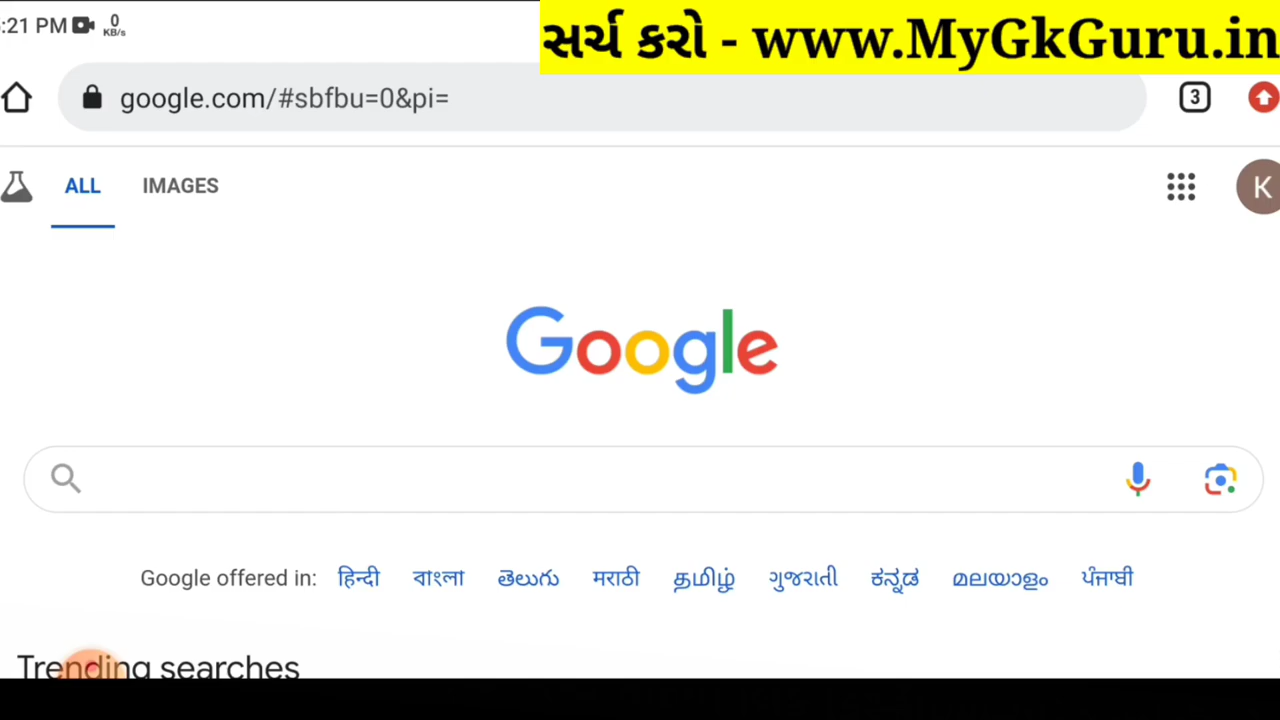 :21 PM 0 KB/s
સર્ચ કરો - www.MyGkGuru.in
google.com/#sbfbu=0&pi=
3
ALL IMAGES
K
Google
Google offered in: हिन्दी বাংলা తెలుగు मराठी தமிழ் ગુજરાતી ಕನ್ನಡ മലയാളം ਪੰਜਾਬੀ
Trending searches